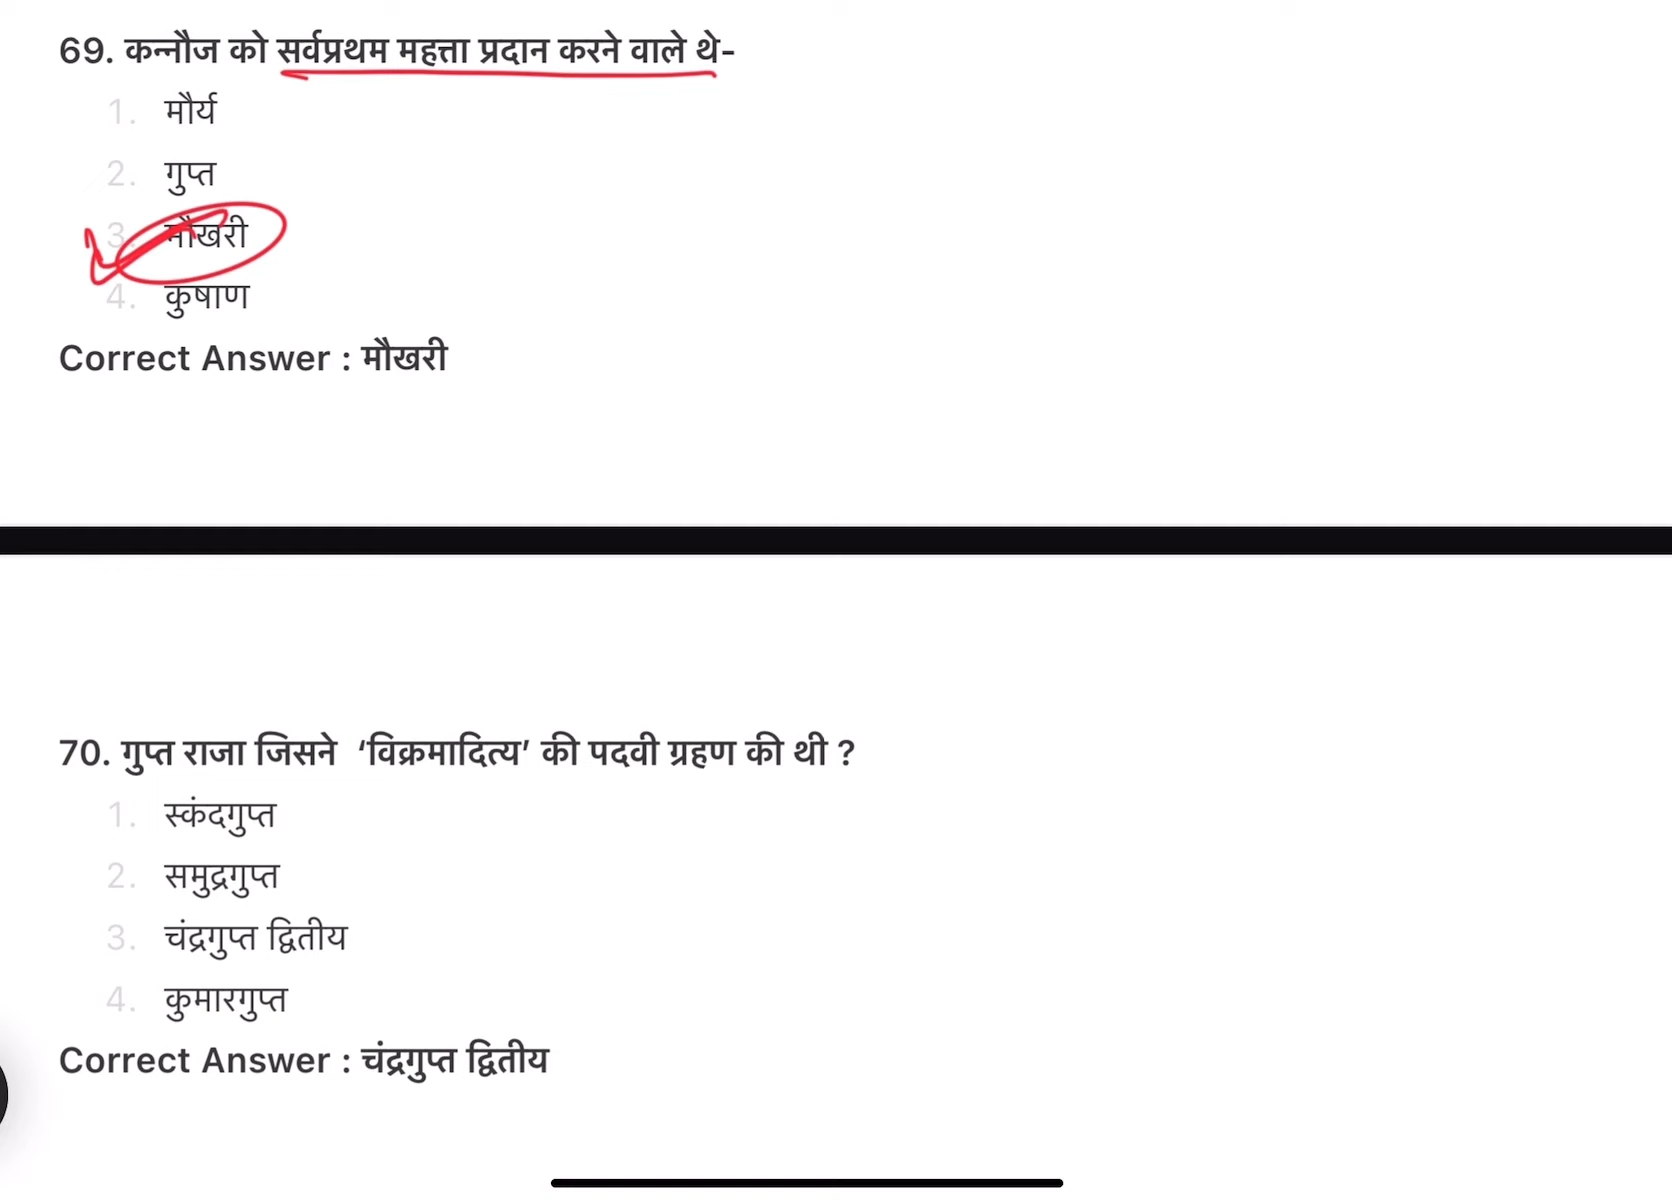 69. कन्नौज को सर्वप्रथम महत्ता प्रदान करने वाले थे-
1. मौर्य
2. गुप्त
3. मौखरी
4. कुषाण
Correct Answer : मौखरी
70. गुप्त राजा जिसने ‘विक्रमादित्य’ की पदवी ग्रहण की थी ?
1. स्कंदगुप्त
2. समुद्रगुप्त
3. चंद्रगुप्त द्वितीय
4. कुमारगुप्त
Correct Answer : चंद्रगुप्त द्वितीय